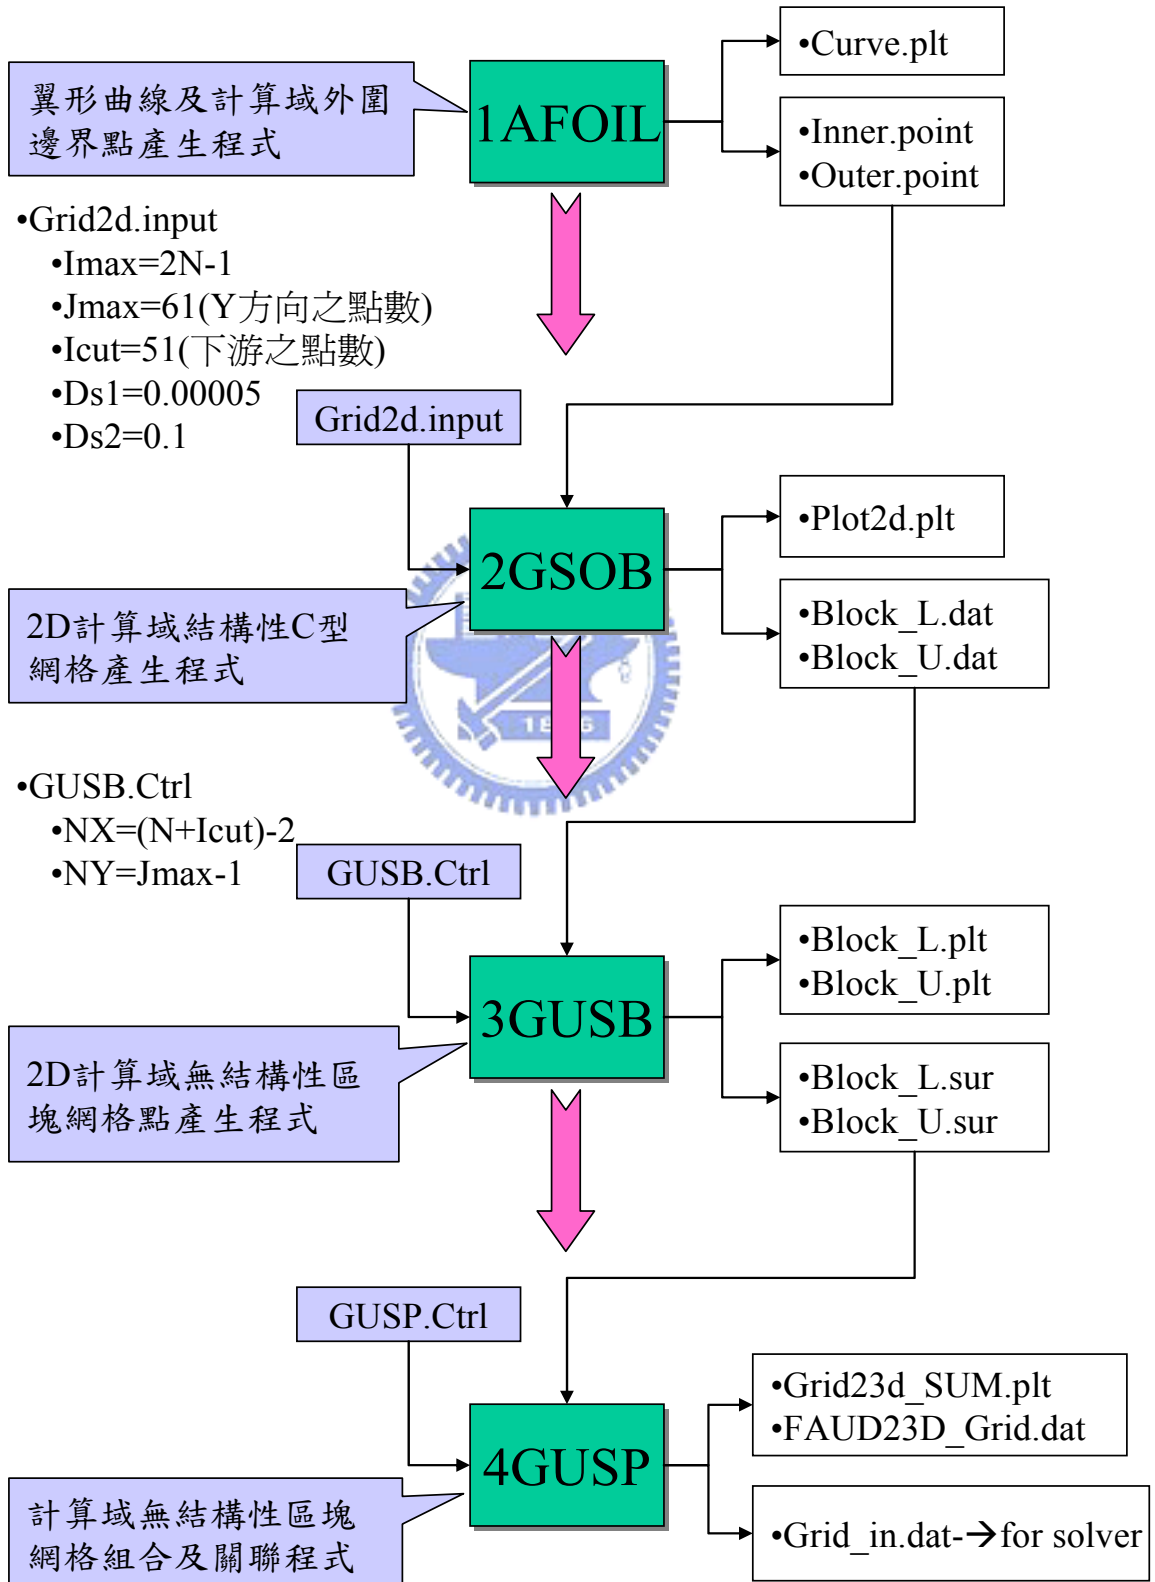 •Curve.plt
翼形曲線及計算域外圍
邊界點產生程式
1AFOIL
•Inner.point
•Outer.point
•Grid2d.input
•Imax=2N-1
•Jmax=61(Y方向之點數)
•Icut=51(下游之點數)
•Ds1=0.00005
•Ds2=0.1
Grid2d.input
•Plot2d.plt
2GSOB
2D計算域結構性C型
網格產生程式
•Block_L.dat
•Block_U.dat
1896
•GUSB.Ctrl
•NX=(N+Icut)-2
•NY=Jmax-1
GUSB.Ctrl
•Block_L.plt
•Block_U.plt
3GUSB
2D計算域無結構性區
塊網格點產生程式
•Block_L.sur
•Block_U.sur
GUSP.Ctrl
•Grid23d_SUM.plt
•FAUD23D_Grid.dat
4GUSP
計算域無結構性區塊
網格組合及關聯程式
•Grid_in.dat-→for solver